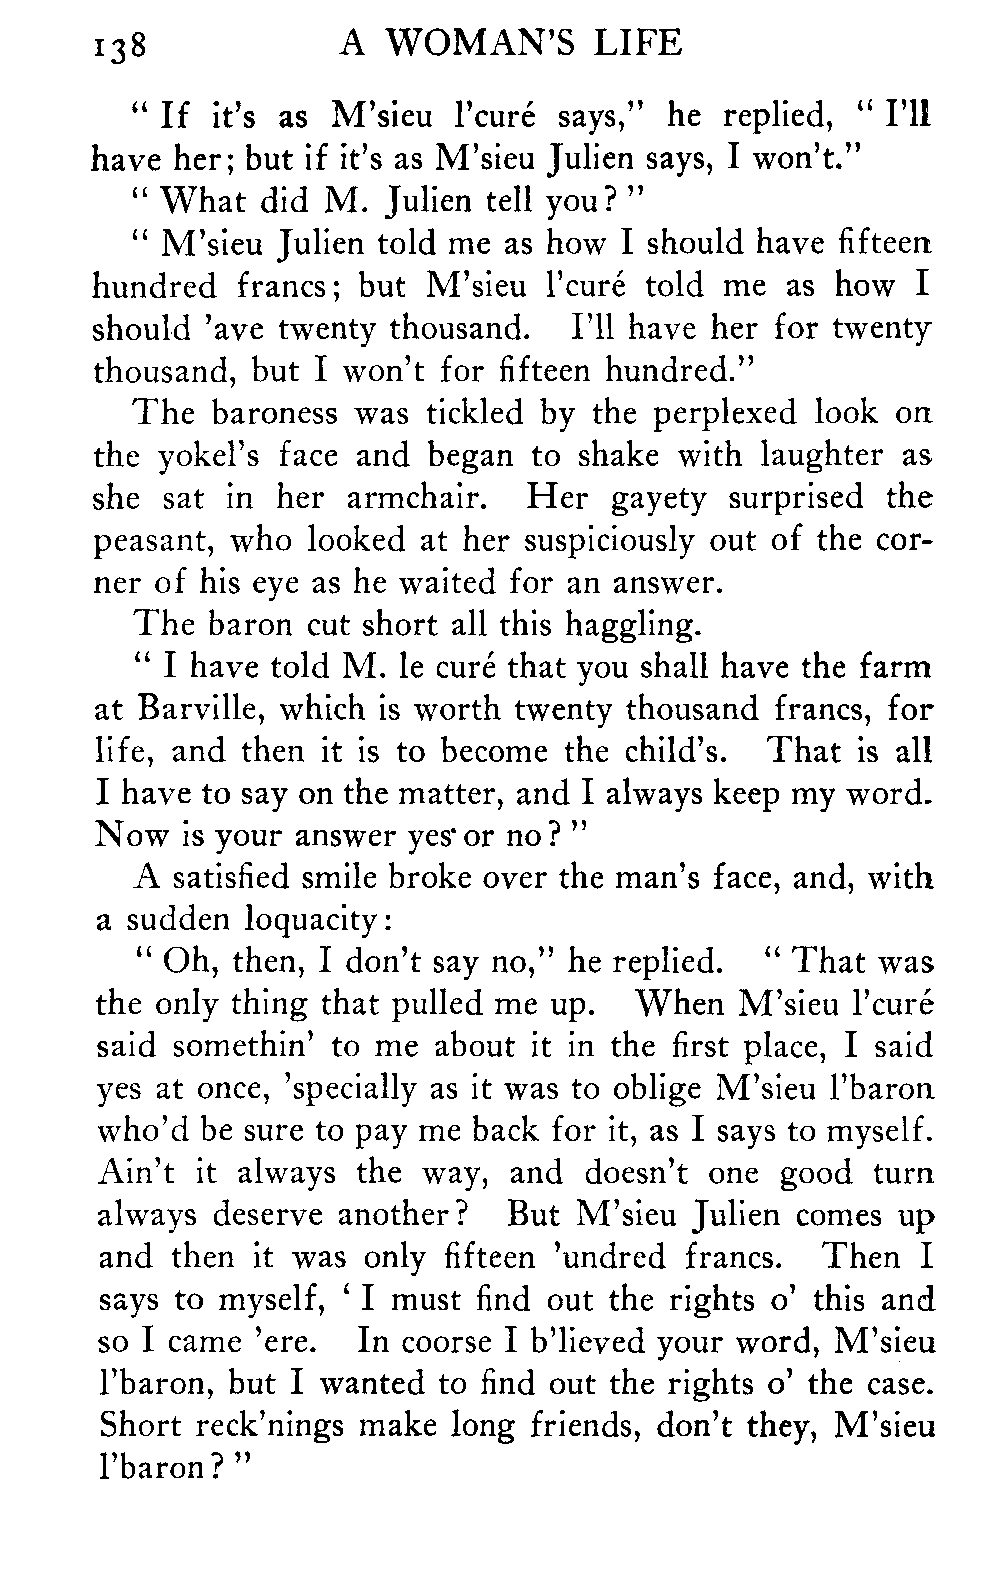 138 A WOMAN'S LIFE
" If it's as M'sieu l'curé says," he replied, " I'll
have her; but if it's as M'sieu Julien says, I won't."
" What did M. Julien tell you? "
" M'sieu Julien told me as how I should have fifteen
hundred francs; but M'sieu l'curé told me as how I
should 'ave twenty thousand. I'll have her for twenty
thousand, but I won't for fifteen hundred."
The baroness was tickled by the perplexed look on
the yokel's face and began to shake with laughter as
she sat in her armchair. Her gayety surprised the
peasant, who looked at her suspiciously out of the cor-
ner of his eye as he waited for an answer.
The baron cut short all this haggling.
" I have told M. le curé that you shall have the farm
at Barville, which is worth twenty thousand francs, for
life, and then it is to become the child's. That is all
I have to say on the matter, and I always keep my word.
Now is your answer yes or no? "
A satisfied smile broke over the man's face, and, with
a sudden loquacity:
" Oh, then, I don't say no," he replied. " That was
the only thing that pulled me up. When M'sieu l'curé
said somethin' to me about it in the first place, I said
yes at once, 'specially as it was to oblige M'sieu l'baron
who'd be sure to pay me back for it, as I says to myself.
Ain't it always the way, and doesn't one good turn
always deserve another? But M'sieu Julien comes up
and then it was only fifteen 'undred francs. Then I
says to myself, ' I must find out the rights o' this and
so I came 'ere. In coorse I b'lieved your word, M'sieu
l'baron, but I wanted to find out the rights o' the case.
Short reck'nings make long friends, don't they, M'sieu
l'baron? "